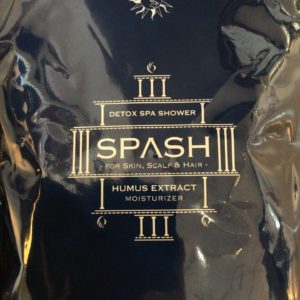 DETOX SPA SHOWER
SPASH
- FOR SKIN, SCALP & HAIR -
HUMUS EXTRACT
MOISTURIZER